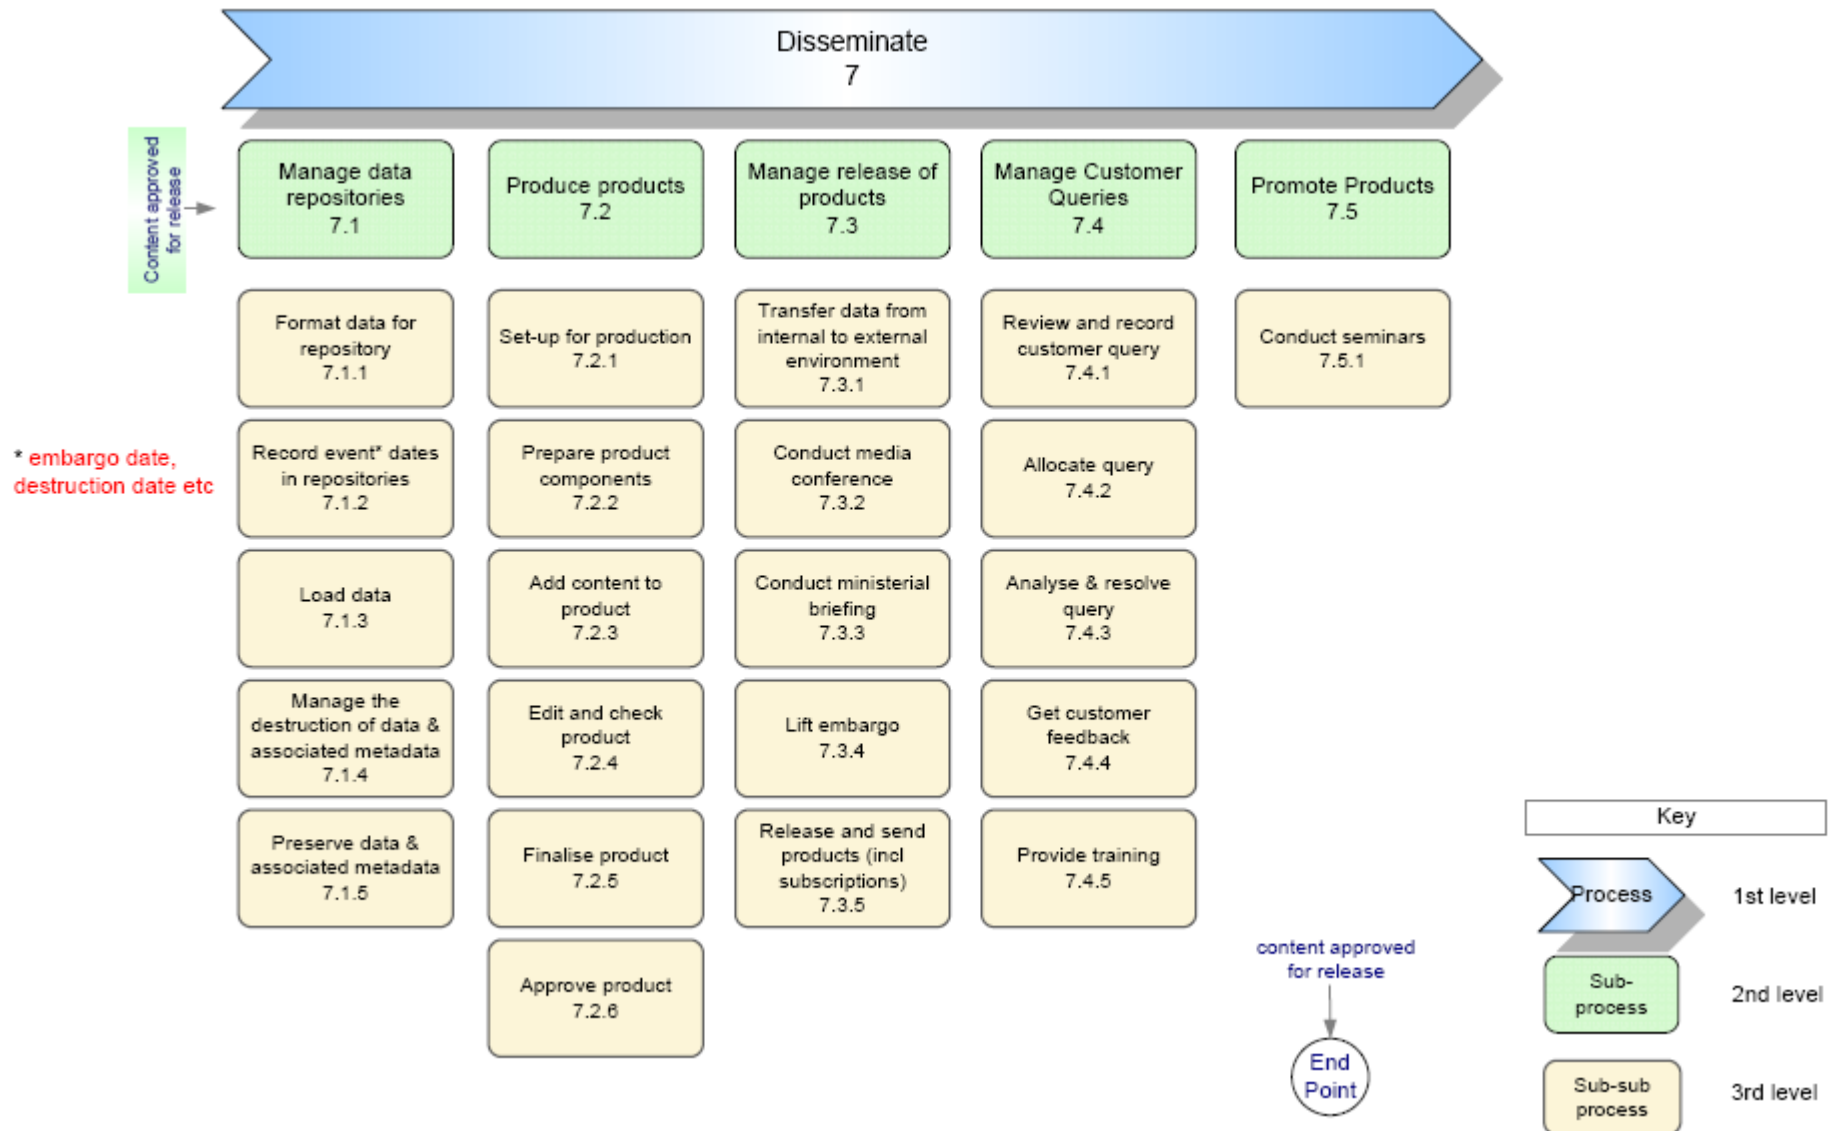 Disseminate
7
Content approved
for release
Manage data
repositories
7.1
Produce products
7.2
Manage release of
products
7.3
Manage Customer
Queries
7.4
Promote Products
7.5
Format data for
repository
7.1.1
Set-up for production
7.2.1
Transfer data from
internal to external
environment
7.3.1
Review and record
customer query
7.4.1
Conduct seminars
7.5.1
* embargo date,
destruction date etc
Record event* dates
in repositories
7.1.2
Prepare product
components
7.2.2
Conduct media
conference
7.3.2
Allocate query
7.4.2
Load data
7.1.3
Add content to
product
7.2.3
Conduct ministerial
briefing
7.3.3
Analyse & resolve
query
7.4.3
Manage the
destruction of data &
associated metadata
7.1.4
Edit and check
product
7.2.4
Lift embargo
7.3.4
Get customer
feedback
7.4.4
Preserve data &
associated metadata
7.1.5
Finalise product
7.2.5
Release and send
products (incl
subscriptions)
7.3.5
Provide training
7.4.5
Approve product
7.2.6
content approved
for release
End
Point
Key
Process
1st level
Sub-
process
2nd level
Sub-sub
process
3rd level